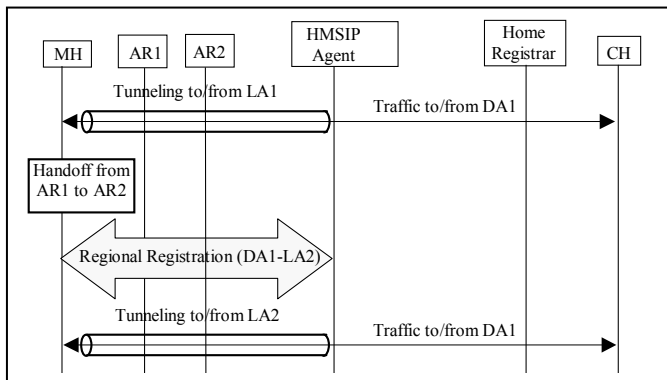 MH
AR1
AR2
HMSIP
Agent
Home
Registrar
CH
Tunneling to/from LA1
Traffic to/from DA1
Handoff from
AR1 to AR2
Regional Registration (DA1-LA2)
Tunneling to/from LA2
Traffic to/from DA1